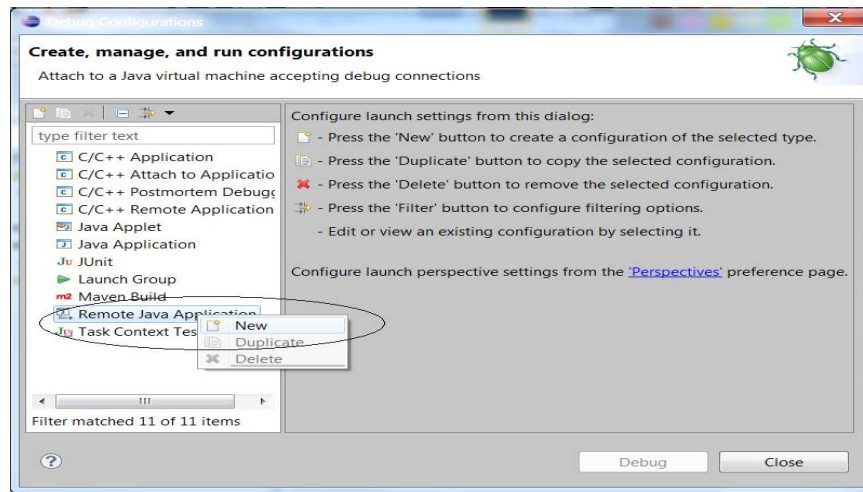 Debug Configurations
Create, manage, and run configurations
Attach to a Java virtual machine accepting debug connections
type filter text
C/C++ Application
C/C++ Attach to Applicatio
C/C++ Postmortem Debugg
C/C++ Remote Application
Java Applet
Java Application
Ju JUnit
Launch Group
m2 Maven Build
Remote Java Application
Ju Task Context Tes
New
Duplicate
Delete
Filter matched 11 of 11 items
Configure launch settings from this dialog:
- Press the 'New' button to create a configuration of the selected type.
- Press the 'Duplicate' button to copy the selected configuration.
- Press the 'Delete' button to remove the selected configuration.
- Press the 'Filter' button to configure filtering options.
- Edit or view an existing configuration by selecting it.
Configure launch perspective settings from the 'Perspectives' preference page.
Debug
Close